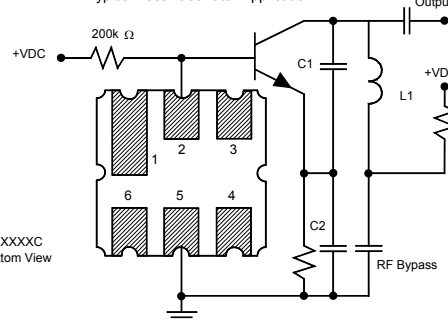 Output
200k Ω
+VDC
C1
+VD
L1
1
2
3
6
5
4
C2
XXXXC
tom View
RF Bypass